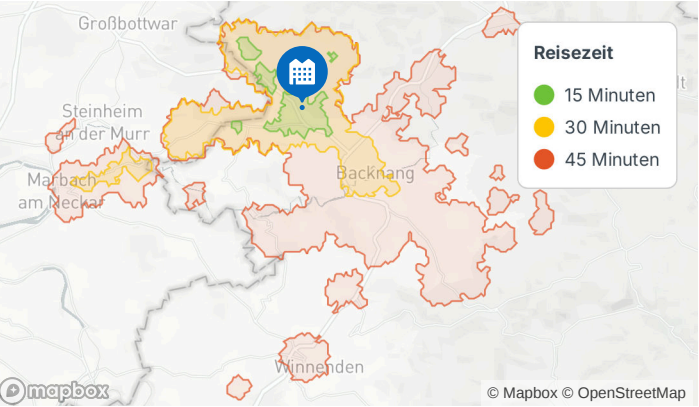 Großbottwar
Reisezeit
15 Minuten
30 Minuten
45 Minuten
Steinheim
an der Murr
Marbach
am Neckar
Backnang
Winnenden
mapbox
© Mapbox © OpenStreetMap